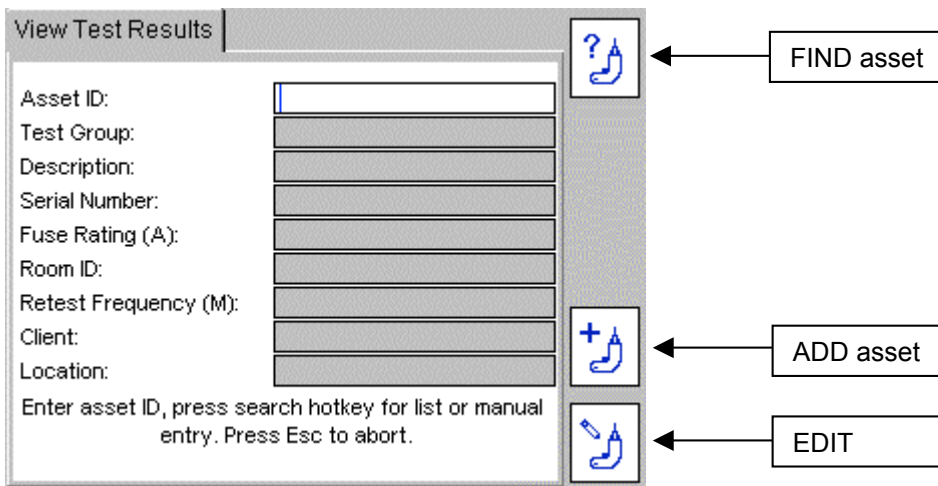 View Test Results
?
FIND asset
Asset ID:
Test Group:
Description:
Serial Number:
Fuse Rating (A):
Room ID:
Retest Frequency (M):
Client:
+
ADD asset
Location:
Enter asset ID, press search hotkey for list or manual
entry. Press Esc to abort.
EDIT